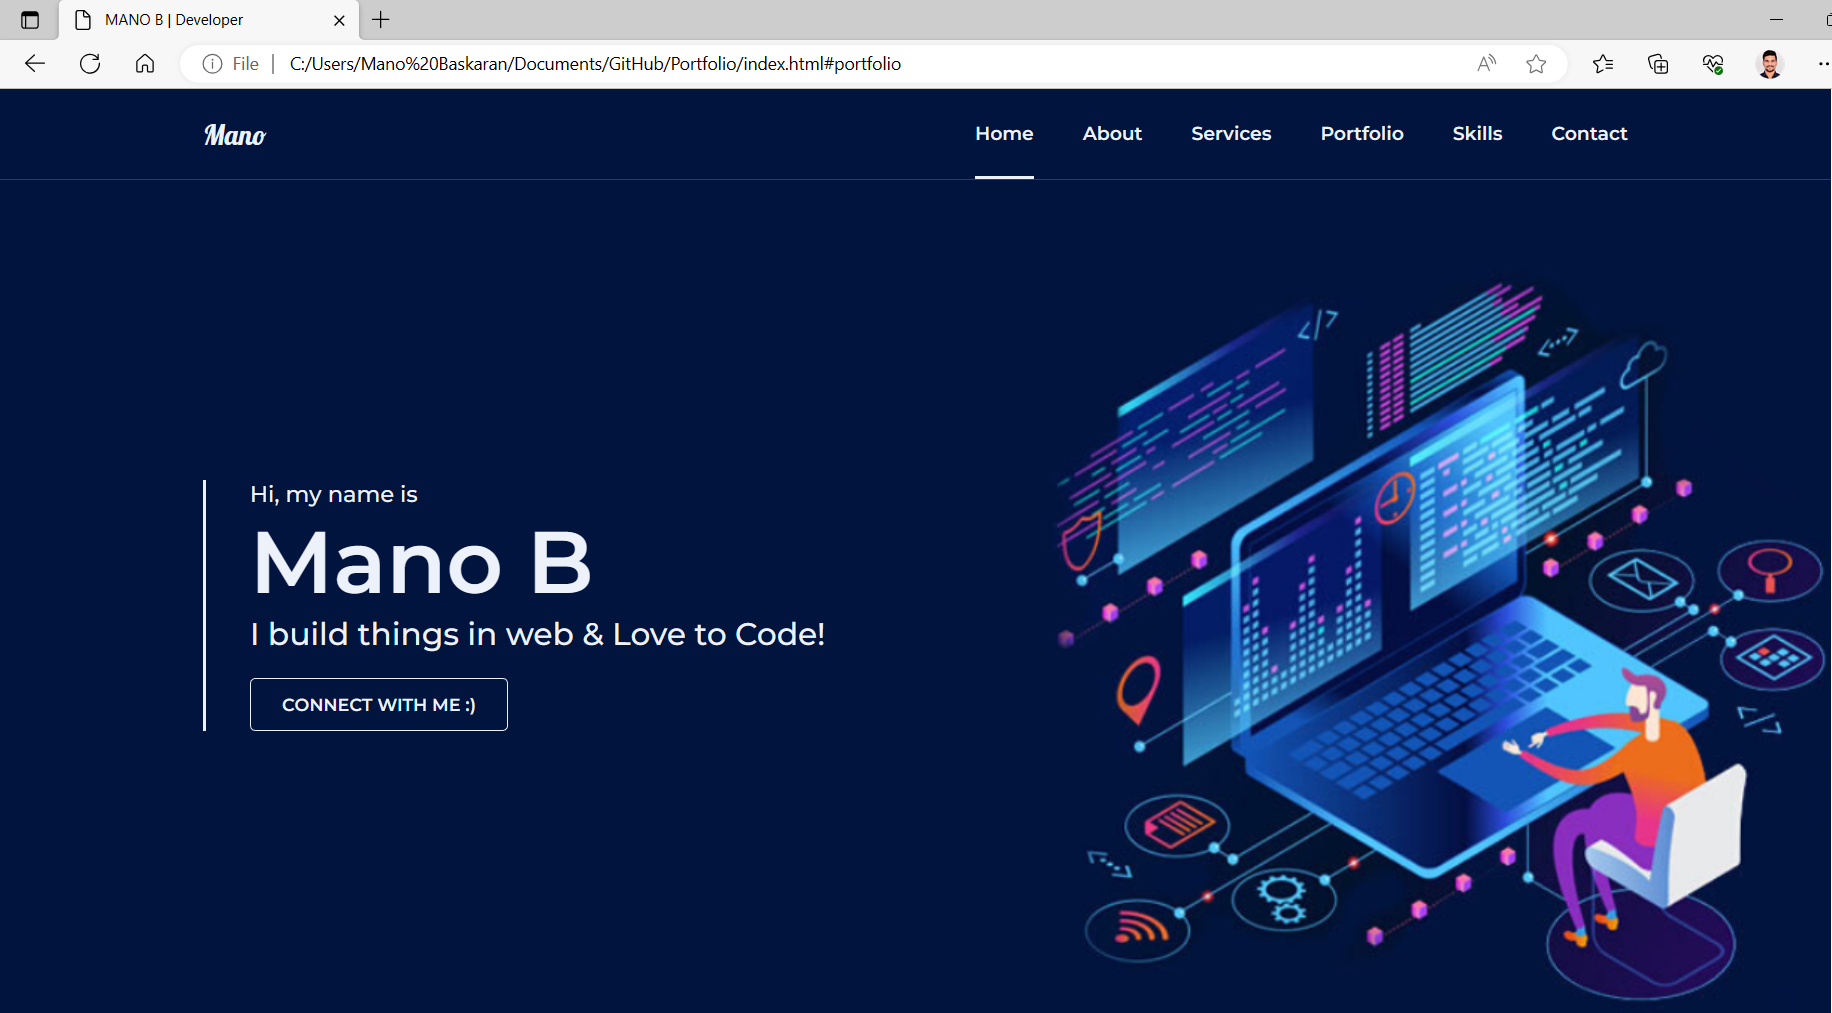 MANO B | Developer
File
C:/Users/Mano%20Baskaran/Documents/GitHub/Portfolio/index.html#portfolio
Mano
Home About Services Portfolio Skills Contact
Hi, my name is
Mano B
I build things in web & Love to Code!
CONNECT WITH ME :)